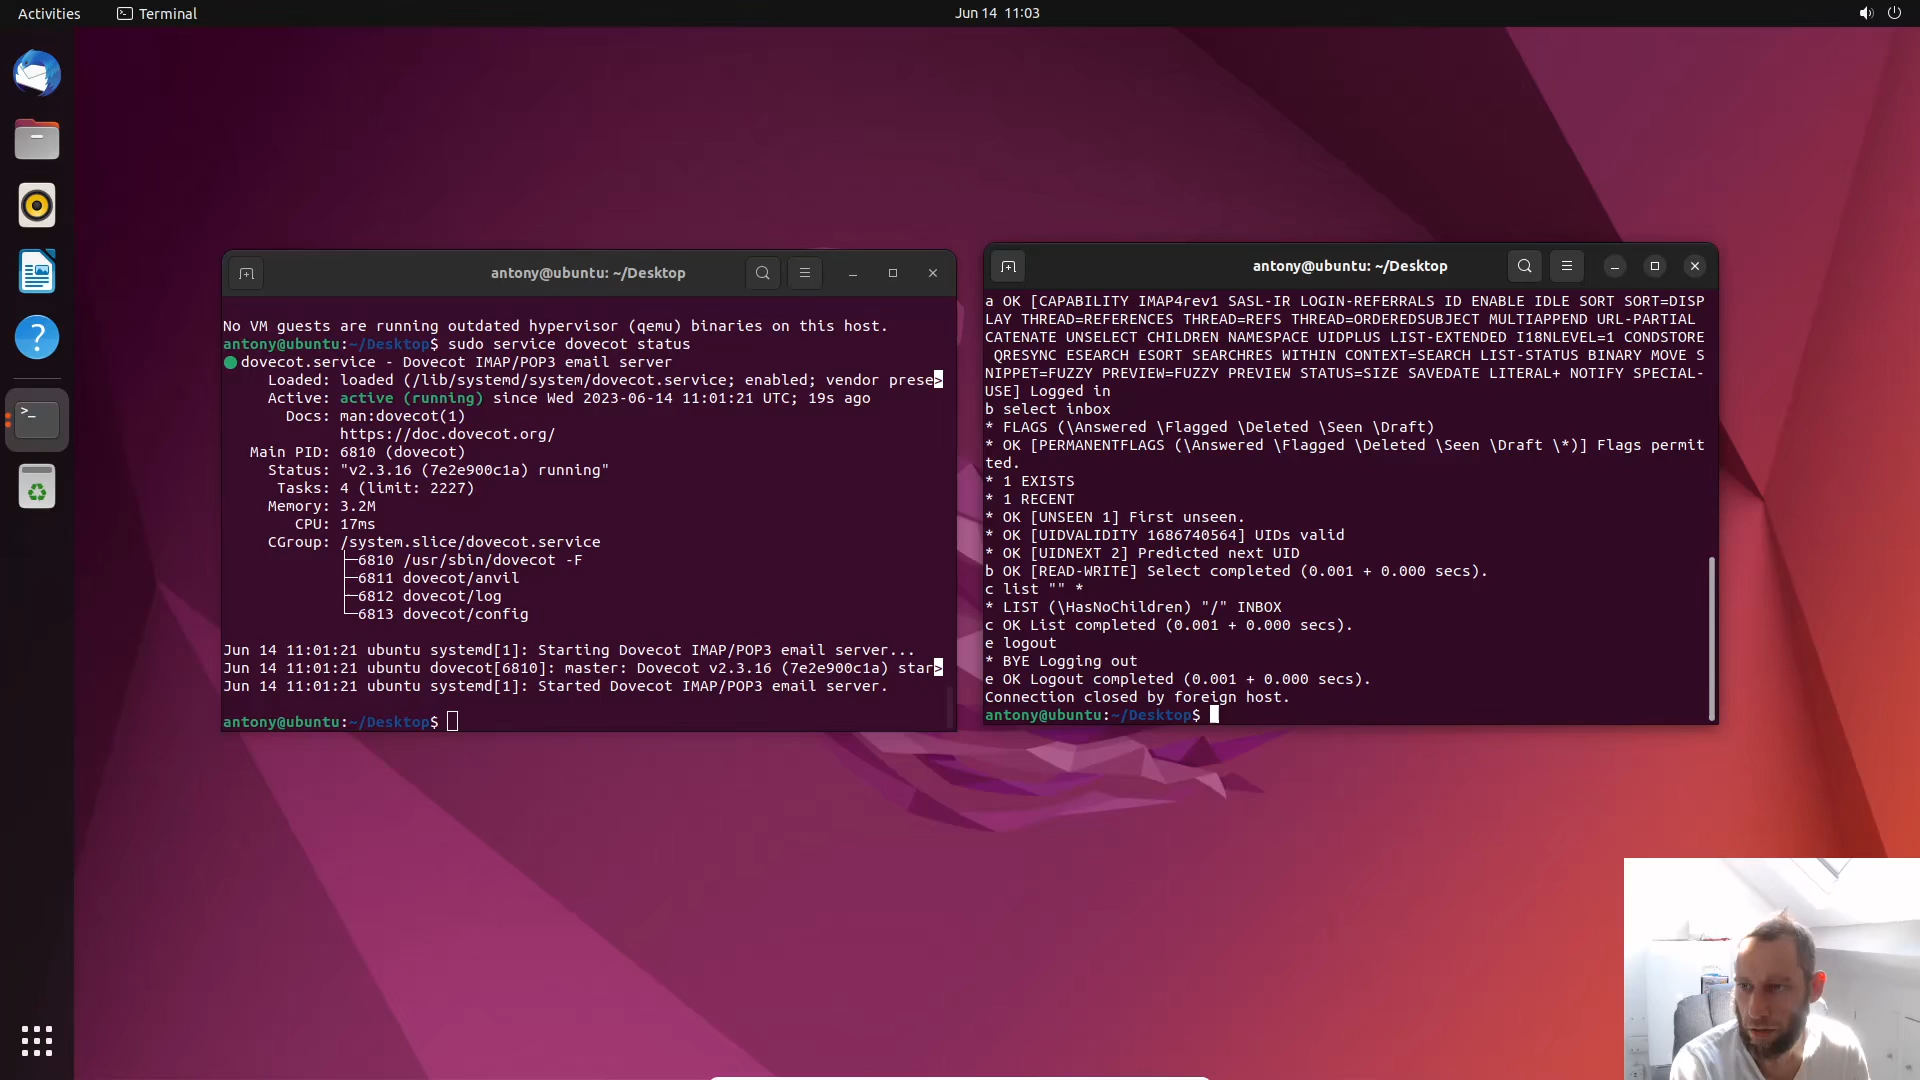 Activities
Terminal
Jun 14 11:03
antony@ubuntu: ~/Desktop
No VM guests are running outdated hypervisor (qemu) binaries on this host.
antony@ubuntu:~/Desktop$ sudo service dovecot status
dovecot.service - Dovecot IMAP/POP3 email server
Loaded: loaded (/lib/systemd/system/dovecot.service; enabled; vendor prese>
Active: active (running) since Wed 2023-06-14 11:01:21 UTC; 19s ago
Docs: man:dovecot(1)
https://doc.dovecot.org/
Main PID: 6810 (dovecot)
Status: "v2.3.16 (7e2e900c1a) running"
Tasks: 4 (limit: 2227)
Memory: 3.2M
CPU: 17ms
CGroup: /system.slice/dovecot.service
├─6810 /usr/sbin/dovecot -F
├─6811 dovecot/anvil
├─6812 dovecot/log
└─6813 dovecot/config
Jun 14 11:01:21 ubuntu systemd[1]: Starting Dovecot IMAP/POP3 email server...
Jun 14 11:01:21 ubuntu dovecot[6810]: master: Dovecot v2.3.16 (7e2e900c1a) star>
Jun 14 11:01:21 ubuntu systemd[1]: Started Dovecot IMAP/POP3 email server.
antony@ubuntu:~/Desktop$
antony@ubuntu: ~/Desktop
a OK [CAPABILITY IMAP4rev1 SASL-IR LOGIN-REFERRALS ID ENABLE IDLE SORT SORT=DISP
LAY THREAD=REFERENCES THREAD=REFS THREAD=ORDEREDSUBJECT MULTIAPPEND URL-PARTIAL
CATENATE UNSELECT CHILDREN NAMESPACE UIDPLUS LIST-EXTENDED I18NLEVEL=1 CONDSTORE
QRESYNC ESEARCH ESORT SEARCHRES WITHIN CONTEXT=SEARCH LIST-STATUS BINARY MOVE S
NIPPET=FUZZY PREVIEW=FUZZY PREVIEW STATUS=SIZE SAVEDATE LITERAL+ NOTIFY SPECIAL-
USE] Logged in
b select inbox
* FLAGS (\Answered \Flagged \Deleted \Seen \Draft)
* OK [PERMANENTFLAGS (\Answered \Flagged \Deleted \Seen \Draft \*)] Flags permit
ted.
* 1 EXISTS
* 1 RECENT
* OK [UNSEEN 1] First unseen.
* OK [UIDVALIDITY 1686740564] UIDs valid
* OK [UIDNEXT 2] Predicted next UID
b OK [READ-WRITE] Select completed (0.001 + 0.000 secs).
c list "" *
* LIST (\HasNoChildren) "/" INBOX
c OK List completed (0.001 + 0.000 secs).
e logout
* BYE Logging out
e OK Logout completed (0.001 + 0.000 secs).
Connection closed by foreign host.
antony@ubuntu:~/Desktop$